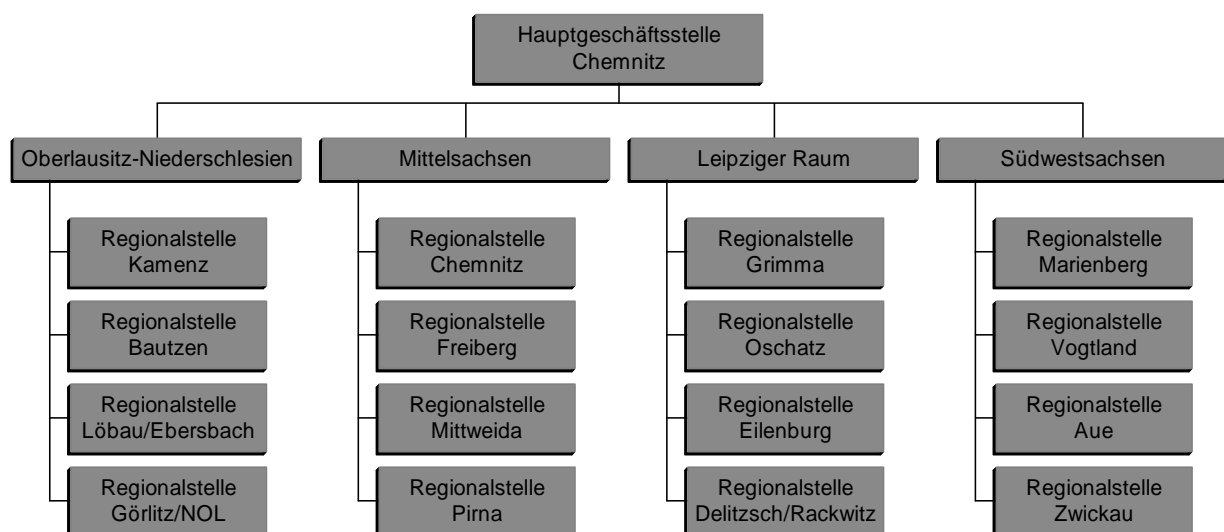 Hauptgeschäftsstelle
Chemnitz
Oberlausitz-Niederschlesien
Mittelsachsen
Leipziger Raum
Südwestsachsen
Regionalstelle
Kamenz
Regionalstelle
Bautzen
Regionalstelle
Löbau/Ebersbach
Regionalstelle
Görlitz/NOL
Regionalstelle
Chemnitz
Regionalstelle
Freiberg
Regionalstelle
Mittweida
Regionalstelle
Pirna
Regionalstelle
Grimma
Regionalstelle
Oschatz
Regionalstelle
Eilenburg
Regionalstelle
Delitzsch/Rackwitz
Regionalstelle
Marienberg
Regionalstelle
Vogtland
Regionalstelle
Aue
Regionalstelle
Zwickau